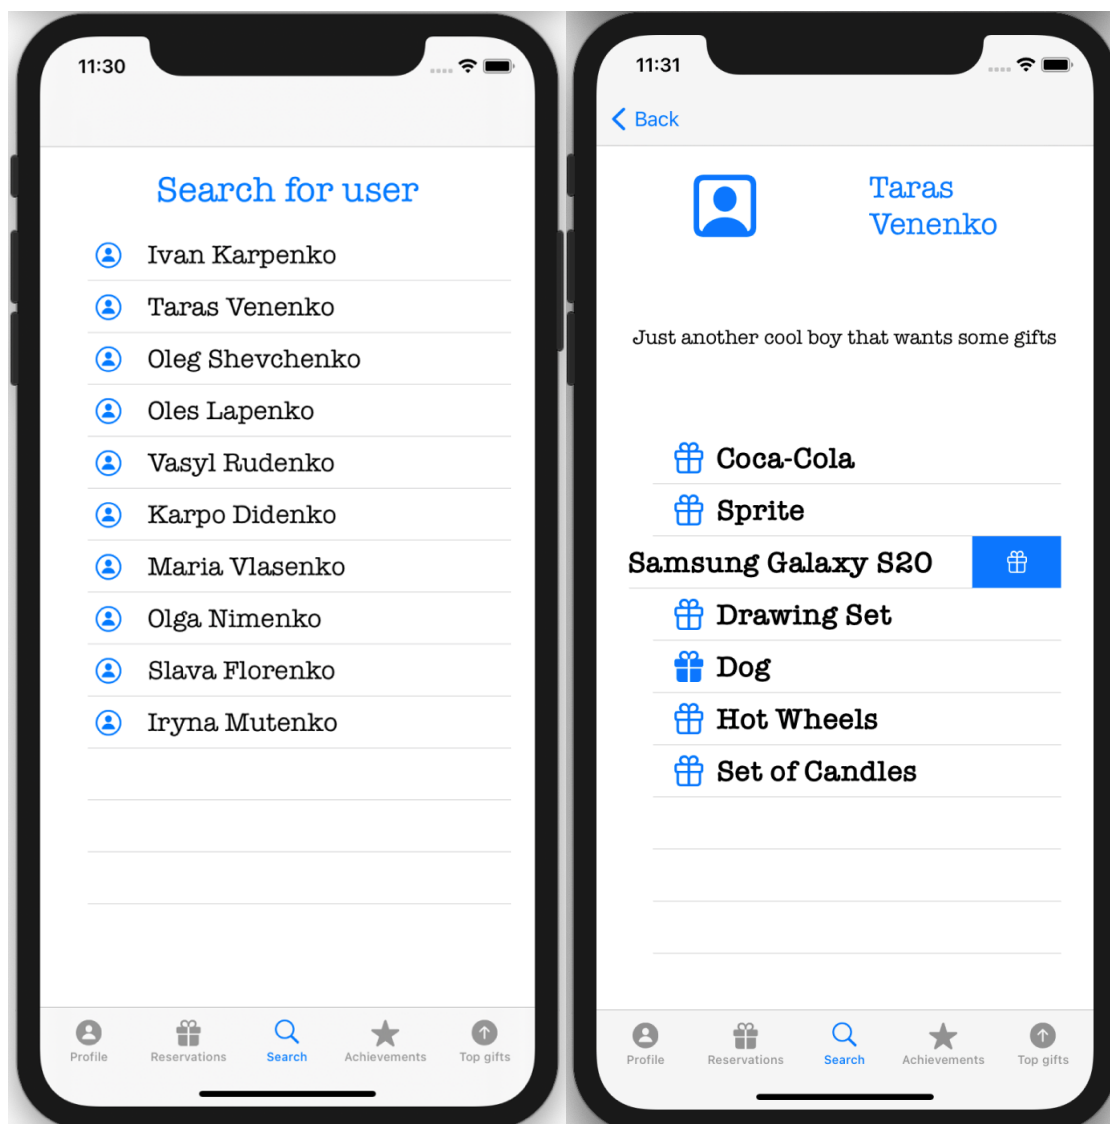 11:30
Search for user
Ivan Karpenko
Taras Venenko
Oleg Shevchenko
Oles Lapenko
Vasyl Rudenko
Karpo Didenko
Maria Vlasenko
Olga Nimenko
Slava Florenko
Iryna Mutenko
Profile Reservations Search Achievements Top gifts
11:31
Back
Taras
Venenko
Just another cool boy that wants some gifts
Coca-Cola
Sprite
Samsung Galaxy S20
Drawing Set
Dog
Hot Wheels
Set of Candles
Profile Reservations Search Achievements Top gifts